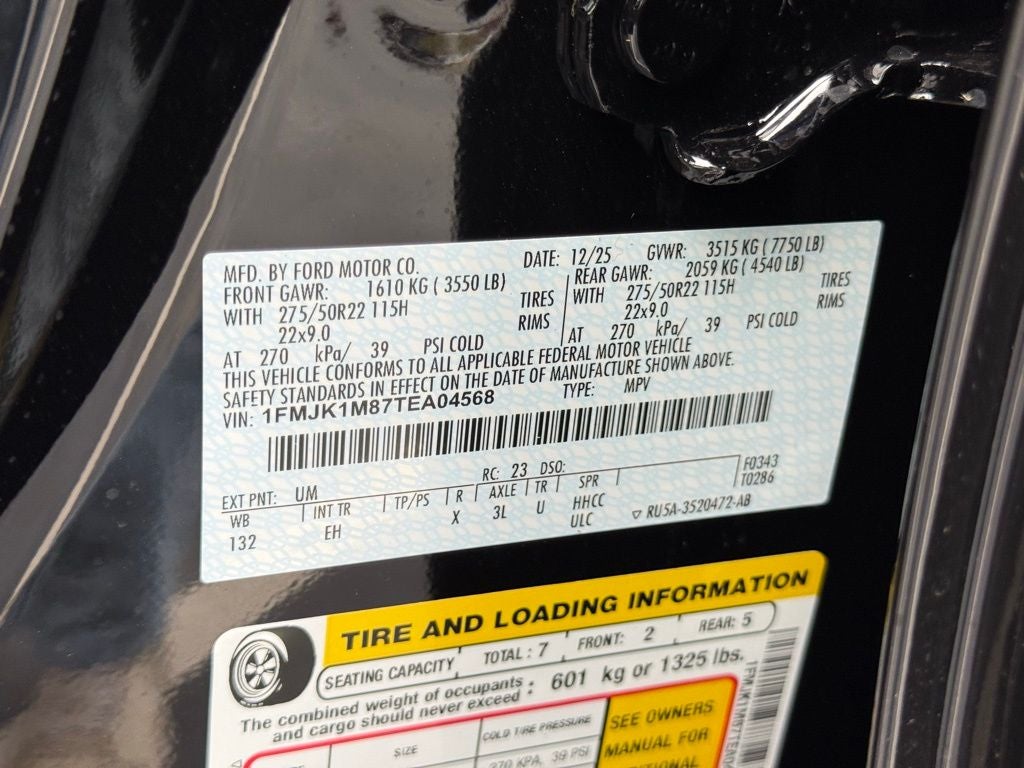 MFD. BY FORD MOTOR CO. DATE: 12/25 GVWR: 3515 KG ( 7750 LB)
FRONT GAWR: 1610 KG ( 3550 LB) REAR GAWR: 2059 KG ( 4540 LB)
WITH 275/50R22 115H TIRES WITH 275/50R22 115H TIRES
22x9.0 RIMS 22x9.0 RIMS
AT 270 kPa/ 39 PSI COLD AT 270 kPa/ 39 PSI COLD
THIS VEHICLE CONFORMS TO ALL APPLICABLE FEDERAL MOTOR VEHICLE
SAFETY STANDARDS IN EFFECT ON THE DATE OF MANUFACTURE SHOWN ABOVE.
VIN: 1FMJK1M87TEA04568 TYPE: MPV
EXT PNT: UM RC: 23 DSO: F0343
WB INT TR TP/PS R AXLE TR SPR T0286
132 EH X 3L U HHCC
ULC ▽ RU5A-3520472-AB
TIRE AND LOADING INFORMATION
SEATING CAPACITY TOTAL : 7 FRONT: 2 REAR: 5
The combined weight of occupants and cargo should never exceed : 601 kg or 1325 lbs.
SIZE COLD TIRE PRESSURE SEE OWNERS
270 KPA, 39 PSI MANUAL FOR